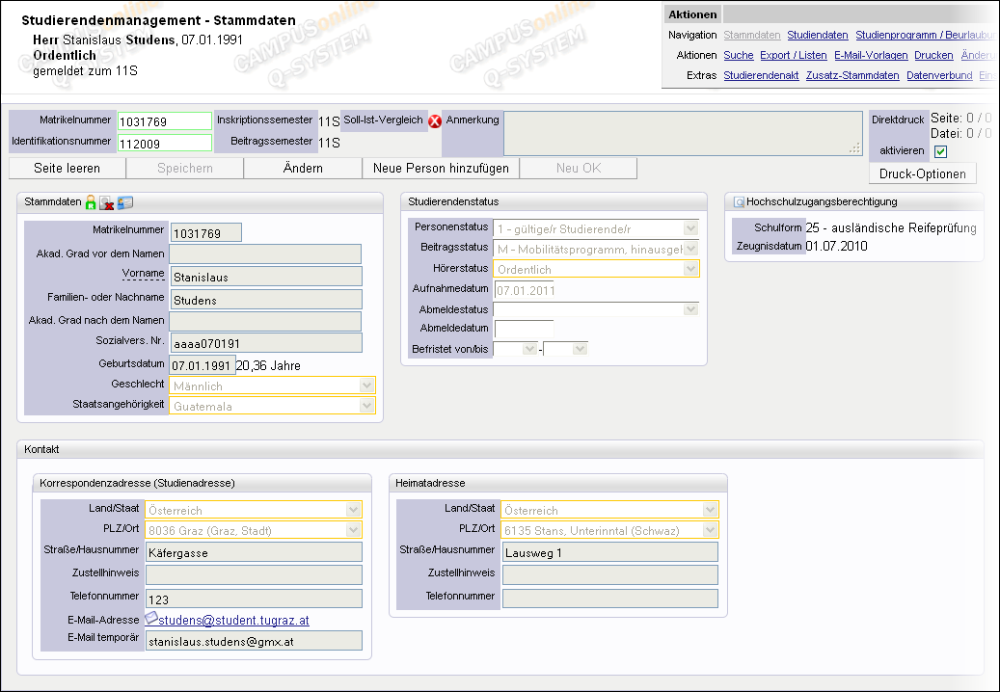 Studierendenmanagement - Stammdaten
Herr Stanislaus Studens, 07.01.1991
Ordentlich
gemeldet zum 11S
CAMPUSonline
Q-SYSTEM
CAMPUSonline
Q-SYSTEM
CAMPUSonline
Q-SYSTEM
Aktionen
Navigation Stammdaten Studiendaten Studienprogramm / Beurlaubu
Aktionen Suche Export / Listen E-Mail-Vorlagen Drucken Änderu
Extras Studierendenakt Zusatz-Stammdaten Datenverbund Ein
Matrikelnummer 1031769 Inskriptionssemester 11S Soll-Ist-Vergleich Anmerkung
Identifikationsnummer 112009 Beitragssemester 11S
Direktdruck Seite: 0 / 0
Datei: 0 / 0
aktivieren
Seite leeren Speichern Ändern Neue Person hinzufügen Neu OK
Druck-Optionen
Stammdaten
Matrikelnummer 1031769
Akad. Grad vor dem Namen
Vorname Stanislaus
Familien- oder Nachname Studens
Akad. Grad nach dem Namen
Sozialvers. Nr. aaaa070191
Geburtsdatum 07.01.1991 20,36 Jahre
Geschlecht Männlich
Staatsangehörigkeit Guatemala
Studierendenstatus
Personenstatus 1 - gültige/r Studierende/r
Beitragsstatus M - Mobilitätsprogramm, hinausgeh
Hörerstatus Ordentlich
Aufnahmedatum 07.01.2011
Abmeldestatus
Abmeldedatum
Befristet von/bis -
Hochschulzugangsberechtigung
Schulform 25 - ausländische Reifeprüfung
Zeugnisdatum 01.07.2010
Kontakt
Korrespondenzadresse (Studienadresse)
Land/Staat Österreich
PLZ/Ort 8036 Graz (Graz, Stadt)
Straße/Hausnummer Käfergasse
Zustellhinweis
Telefonnummer 123
E-Mail-Adresse studens@student.tugraz.at
E-Mail temporär stanislaus.studens@gmx.at
Heimatadresse
Land/Staat Österreich
PLZ/Ort 6135 Stans, Unterinntal (Schwaz)
Straße/Hausnummer Lausweg 1
Zustellhinweis
Telefonnummer